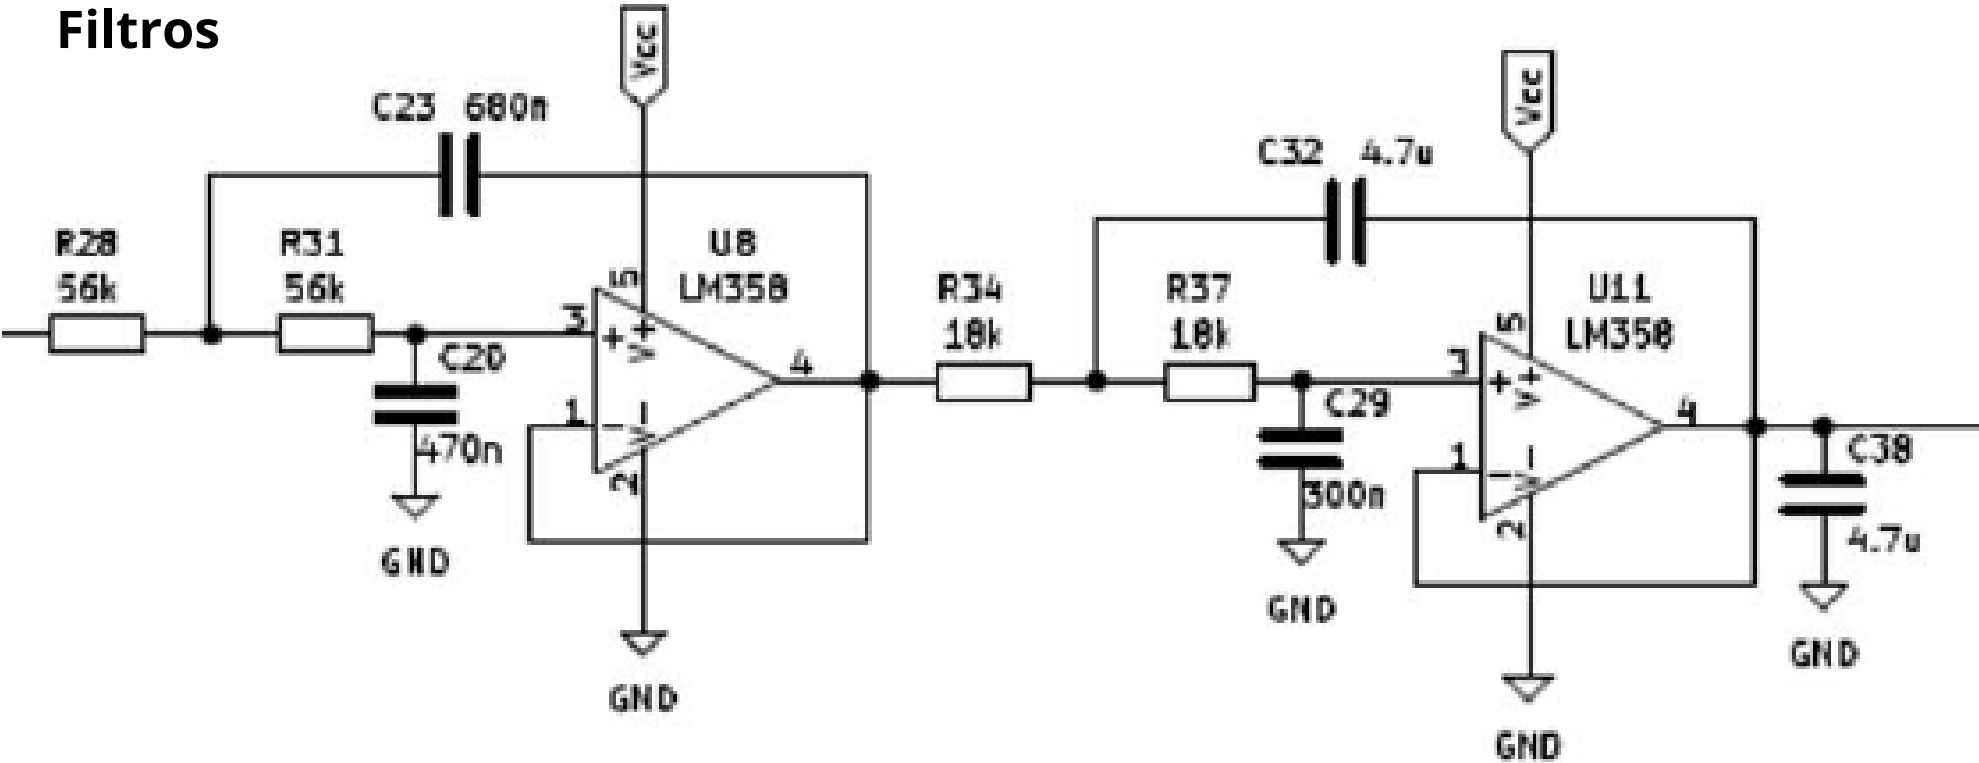 Filtros
Vcc
C23 680n
R28
56k
R31
56k
U8
LM358
5
3
+
V+
C20
470n
1
V-
2
4
GND
GND
Vcc
C32 4.7u
R34
18k
R37
18k
U11
LM358
5
3
+
V+
C29
300n
1
V-
2
4
C38
4.7u
GND
GND
GND